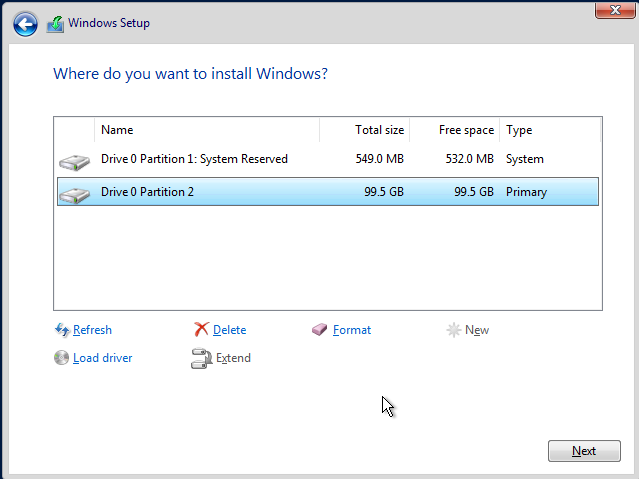 Windows Setup
Where do you want to install Windows?
Name Total size Free space Type
Drive 0 Partition 1: System Reserved 549.0 MB 532.0 MB System
Drive 0 Partition 2 99.5 GB 99.5 GB Primary
Refresh Delete Format New
Load driver Extend
Next